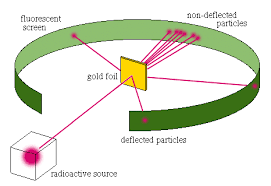 fluorescent
screen
non-deflected
particles
gold foil
deflected particles
radioactive source